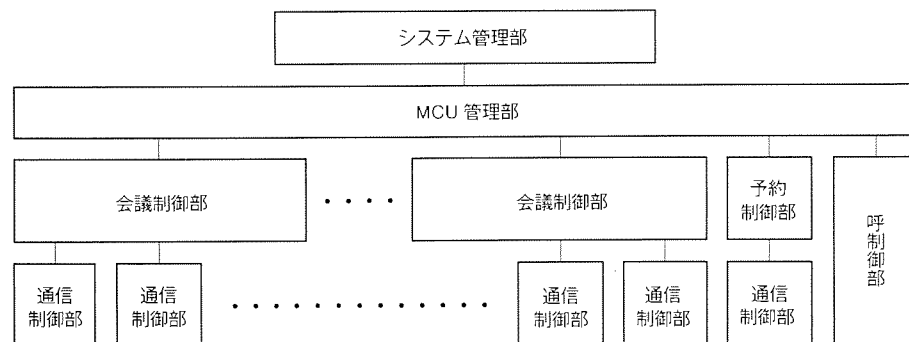 システム管理部
MCU 管理部
会議制御部
・・・・
会議制御部
予約
制御部
呼制御部
通信
制御部
通信
制御部
・・・・・・・・・・・・・
通信
制御部
通信
制御部
通信
制御部